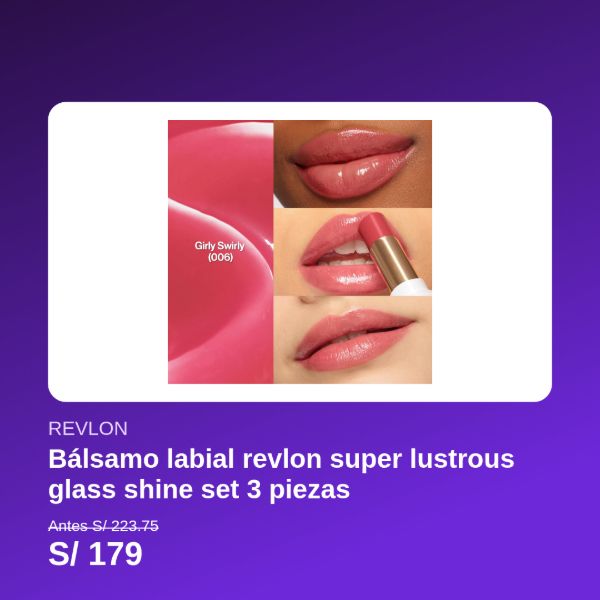 Girly Swirly
(006)
REVLON
Bálsamo labial revlon super lustrous
glass shine set 3 piezas
Antes S/ 223.75
S/ 179